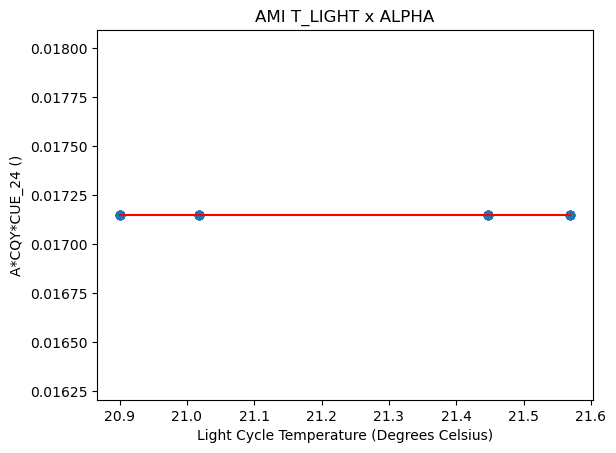 AMI T_LIGHT x ALPHA
A*CQY*CUE_24 ()
0.01800
0.01775
0.01750
0.01725
0.01700
0.01675
0.01650
0.01625
20.9 21.0 21.1 21.2 21.3 21.4 21.5 21.6
Light Cycle Temperature (Degrees Celsius)